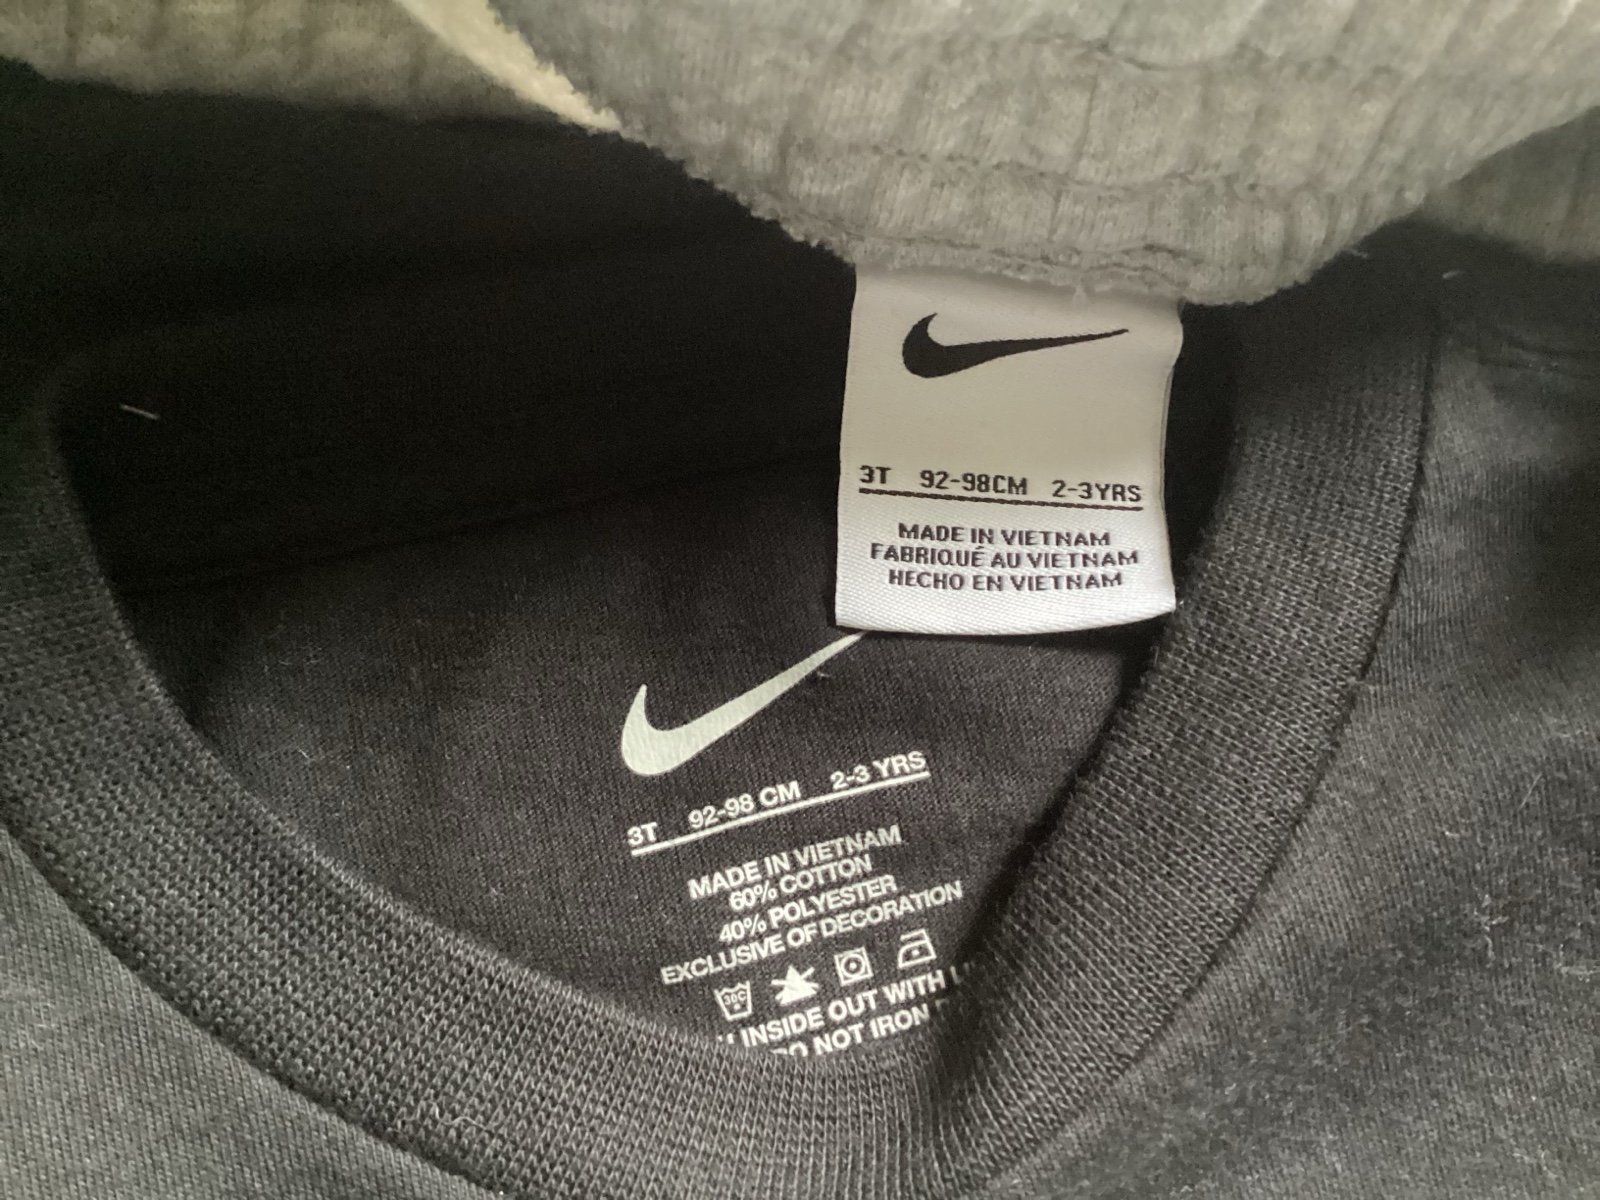 3T 92-98CM 2-3YRS
MADE IN VIETNAM
FABRIQUÉ AU VIETNAM
HECHO EN VIETNAM
3T 92-98 CM 2-3 YRS
MADE IN VIETNAM
60% COTTON
40% POLYESTER
EXCLUSIVE OF DECORATION
30C
INSIDE OUT WITH
DO NOT IRON